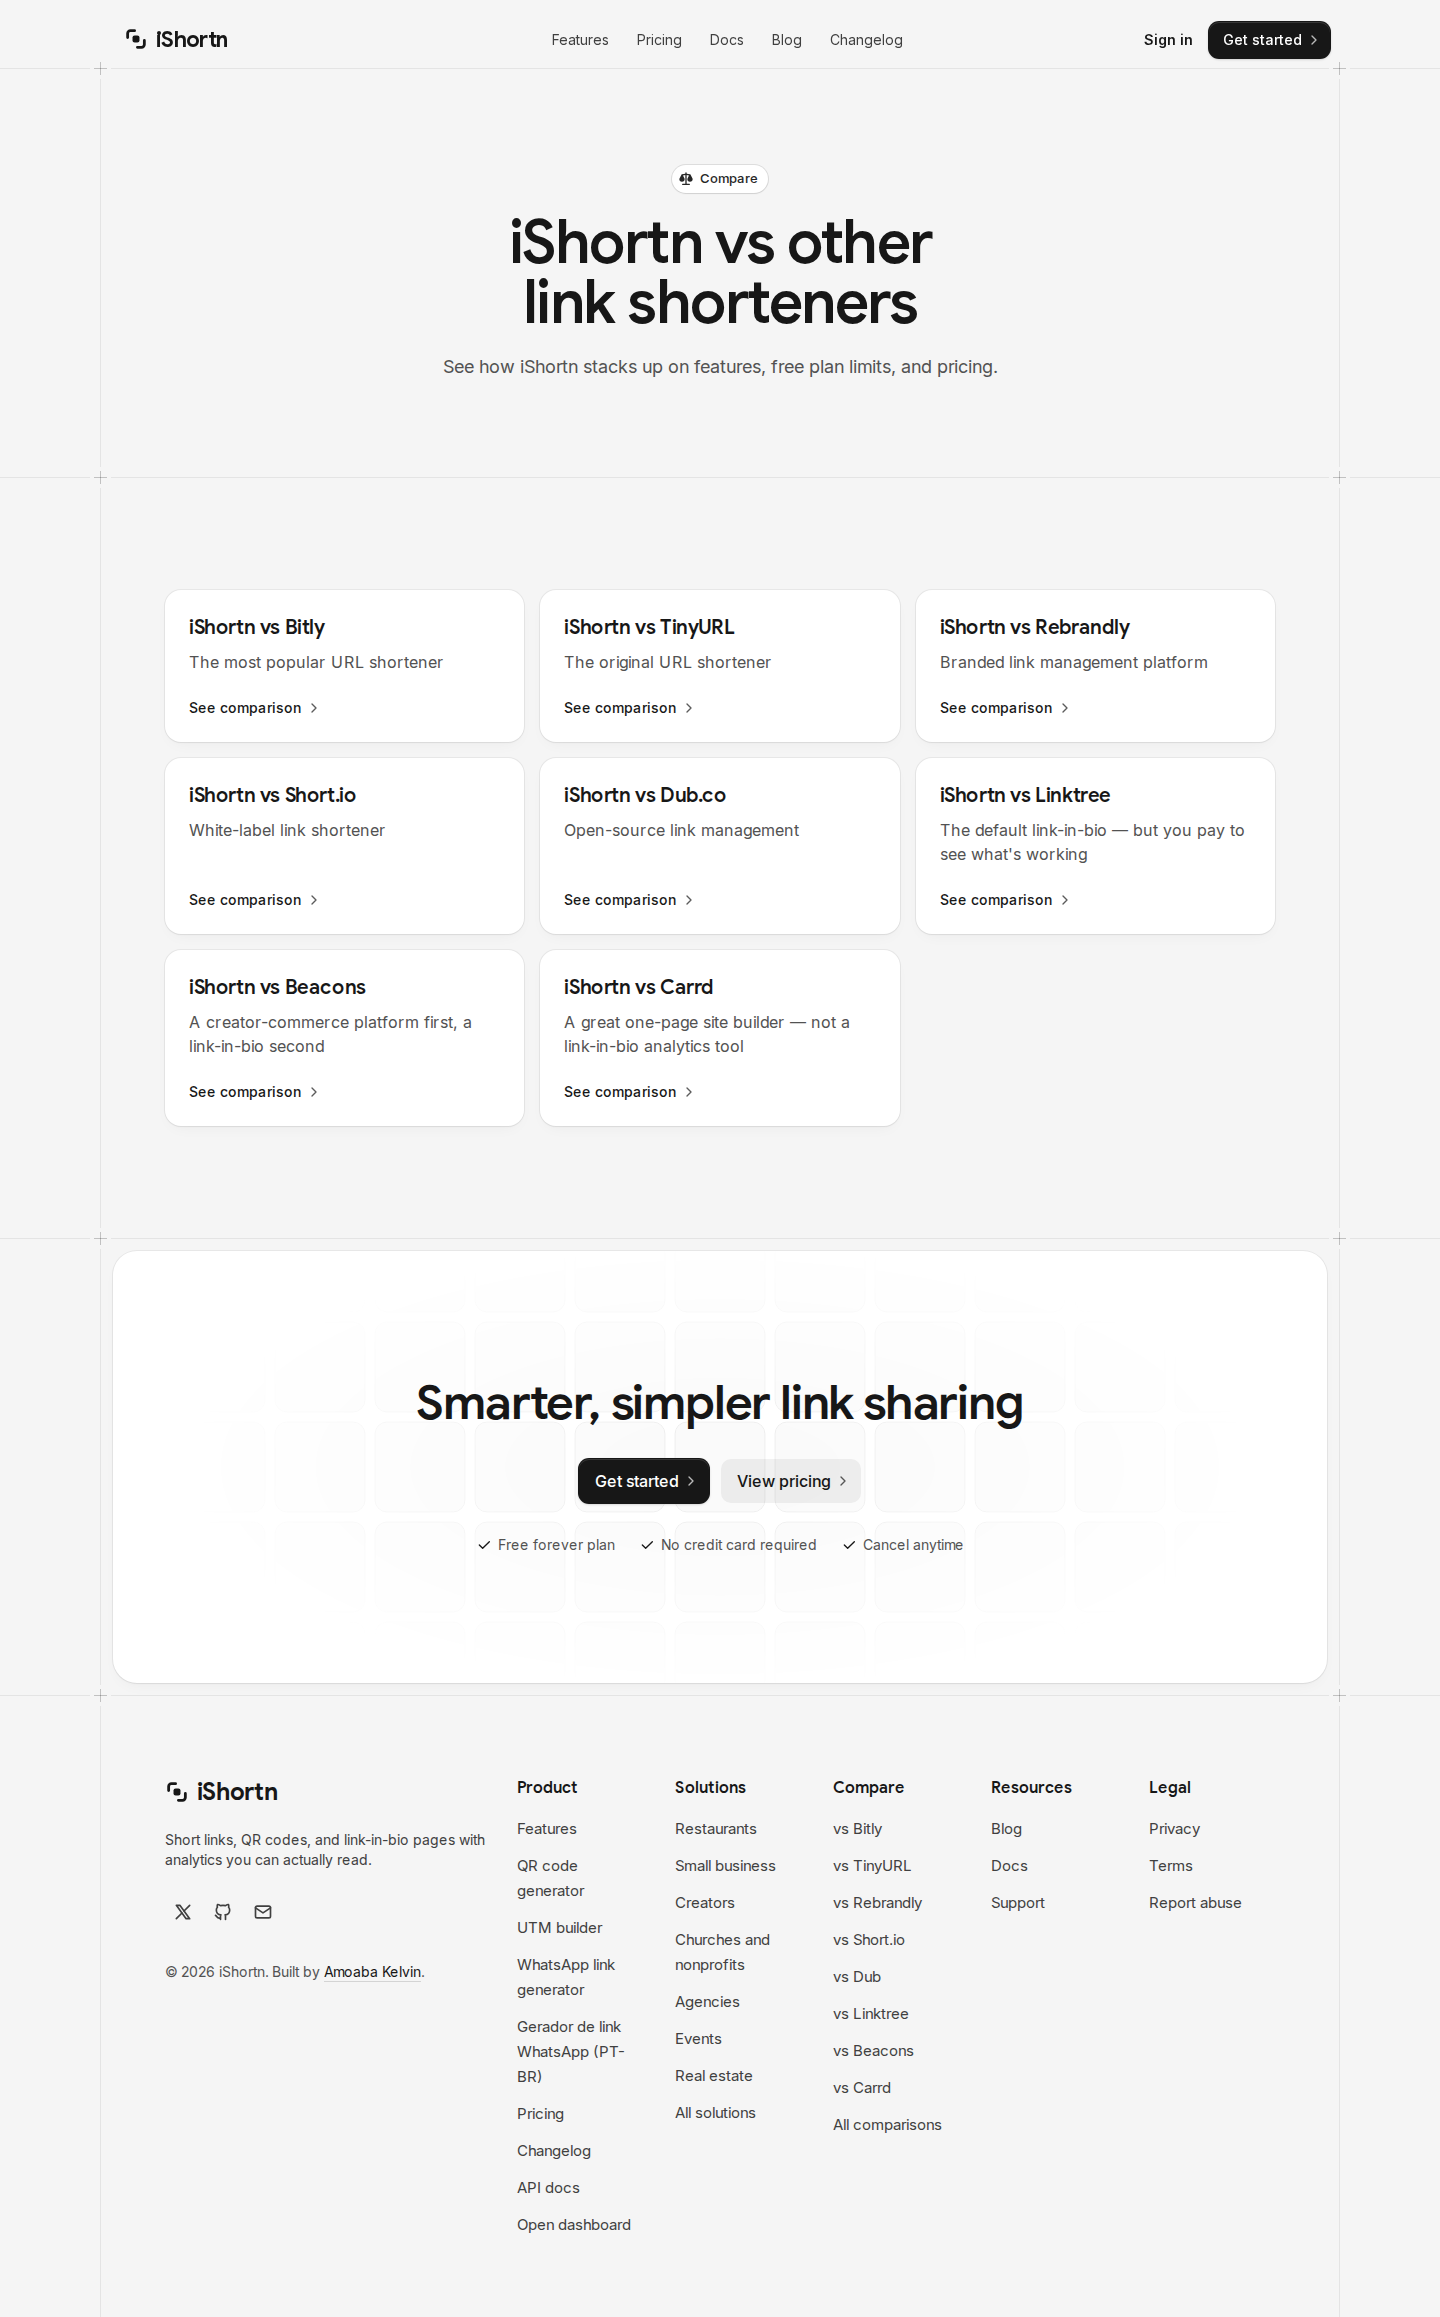 iShortn
Features
Pricing
Docs
Blog
Changelog
Sign in
Get started
Compare
iShortn vs other
link shorteners
See how iShortn stacks up on features, free plan limits, and pricing.
iShortn vs Bitly
The most popular URL shortener
See comparison
iShortn vs TinyURL
The original URL shortener
See comparison
iShortn vs Rebrandly
Branded link management platform
See comparison
iShortn vs Short.io
White-label link shortener
See comparison
iShortn vs Dub.co
Open-source link management
See comparison
iShortn vs Linktree
The default link-in-bio — but you pay to
see what's working
See comparison
iShortn vs Beacons
A creator-commerce platform first, a
link-in-bio second
See comparison
iShortn vs Carrd
A great one-page site builder — not a
link-in-bio analytics tool
See comparison
Smarter, simpler link sharing
Get started
View pricing
Free forever plan
No credit card required
Cancel anytime
iShortn
Short links, QR codes, and link-in-bio pages with
analytics you can actually read.
© 2026 iShortn. Built by Amoaba Kelvin.
Product
Features
QR code
generator
UTM builder
WhatsApp link
generator
Gerador de link
WhatsApp (PT-
BR)
Pricing
Changelog
API docs
Open dashboard
Solutions
Restaurants
Small business
Creators
Churches and
nonprofits
Agencies
Events
Real estate
All solutions
Compare
vs Bitly
vs TinyURL
vs Rebrandly
vs Short.io
vs Dub
vs Linktree
vs Beacons
vs Carrd
All comparisons
Resources
Blog
Docs
Support
Legal
Privacy
Terms
Report abuse